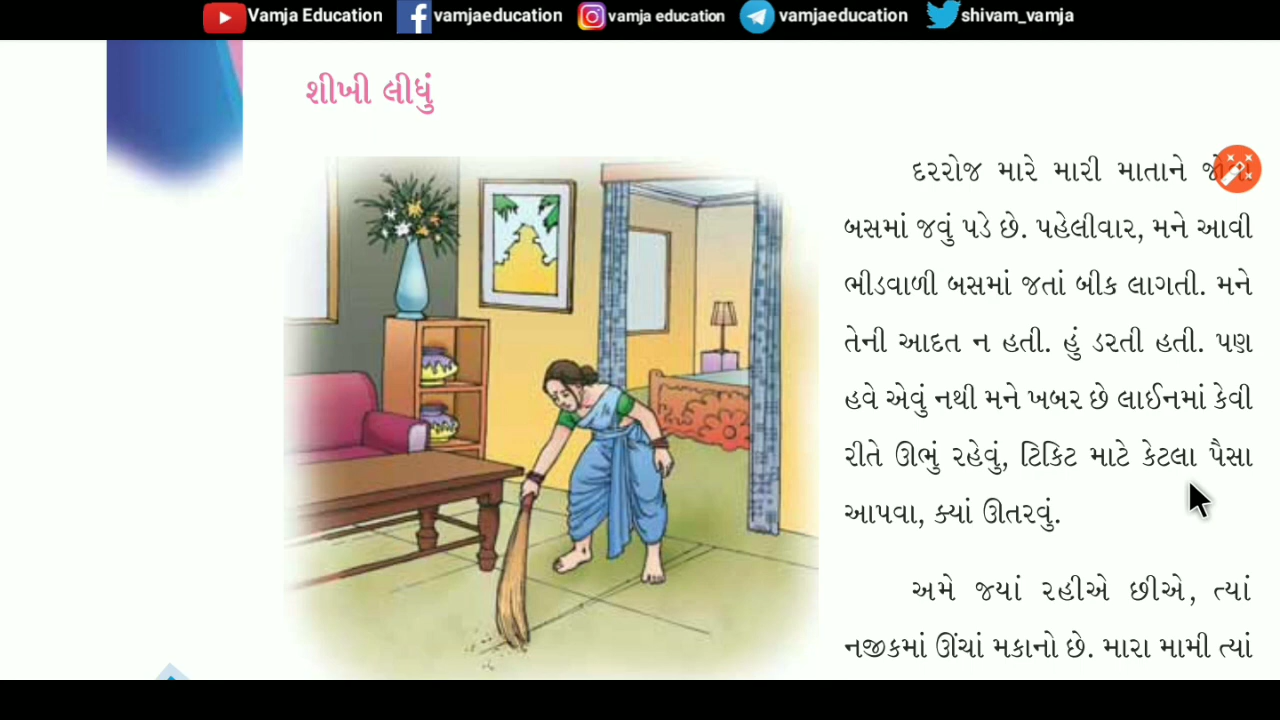 Vamja Education vamjaeducation vamja education vamjaeducation shivam_vamja
શીખી લીધું
દરરોજ મારે મારી માતાને
બસમાં જવું પડે છે. પહેલીવાર, મને આવી
ભીડવાળી બસમાં જતાં બીક લાગતી. મને
તેની આદત ન હતી. હું ડરતી હતી. પણ
હવે એવું નથી મને ખબર છે લાઈનમાં કેવી
રીતે ઊભું રહેવું, ટિકિટ માટે કેટલા પૈસા
આપવા, ક્યાં ઊતરવું.
અમે જ્યાં રહીએ છીએ, ત્યાં
નજીકમાં ઊંચાં મકાનો છે. મારા મામી ત્યાં